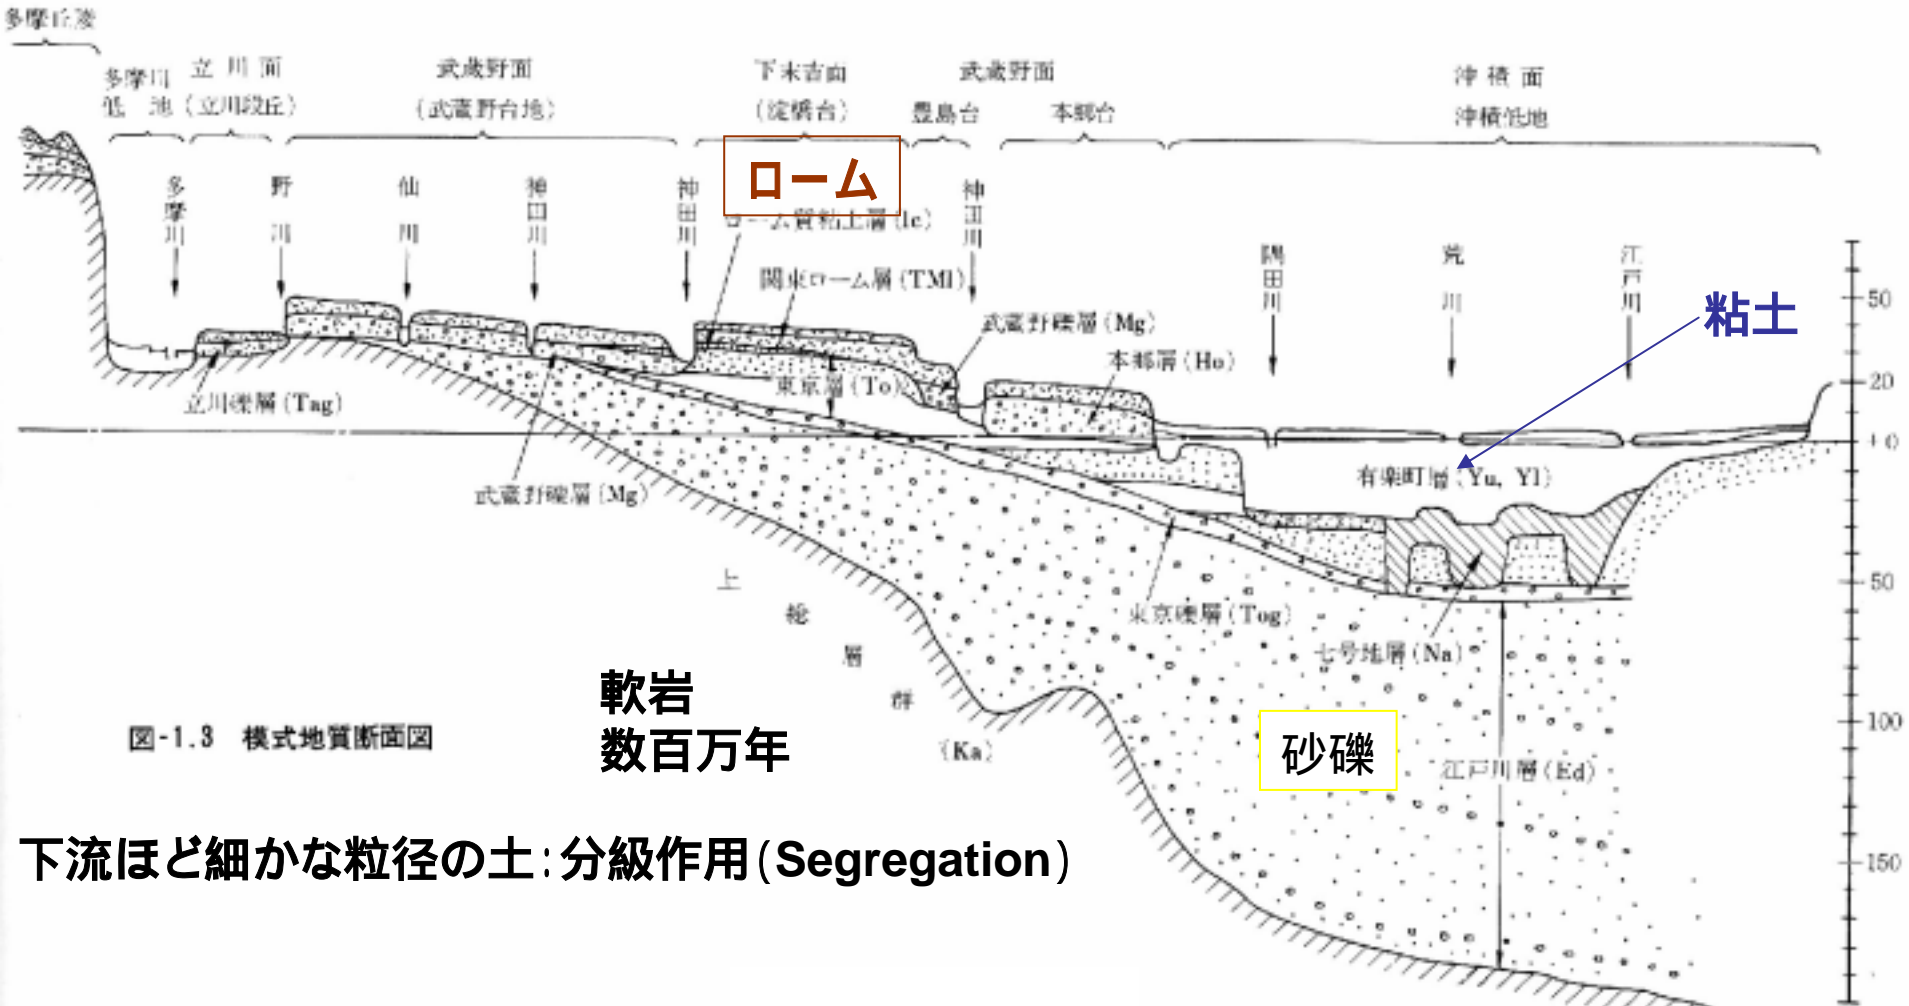 多摩丘陵
多摩川
低地
立川面
(立川段丘)
武蔵野面
(武蔵野台地)
下末吉面
(淀橋台)
武蔵野面
豊島台
本郷台
沖積面
沖積低地
多摩川
野川
仙川
神田川
神田川
神田川
隅田川
荒川
江戸川
ローム
ローム質粘土層(lc)
関東ローム層(TMl)
武蔵野礫層(Mg)
本郷層(Ho)
粘土
東京層(To)
立川礫層(Tag)
武蔵野礫層(Mg)
有楽町層(Yu, Yl)
東京礫層(Tog)
七号地層(Na)
上総層群
(Ka)
江戸川層(Ed)
砂礫
50
20
±0
50
100
150
軟岩
数百万年
図-1.3 模式地質断面図
下流ほど細かな粒径の土:分級作用(Segregation)